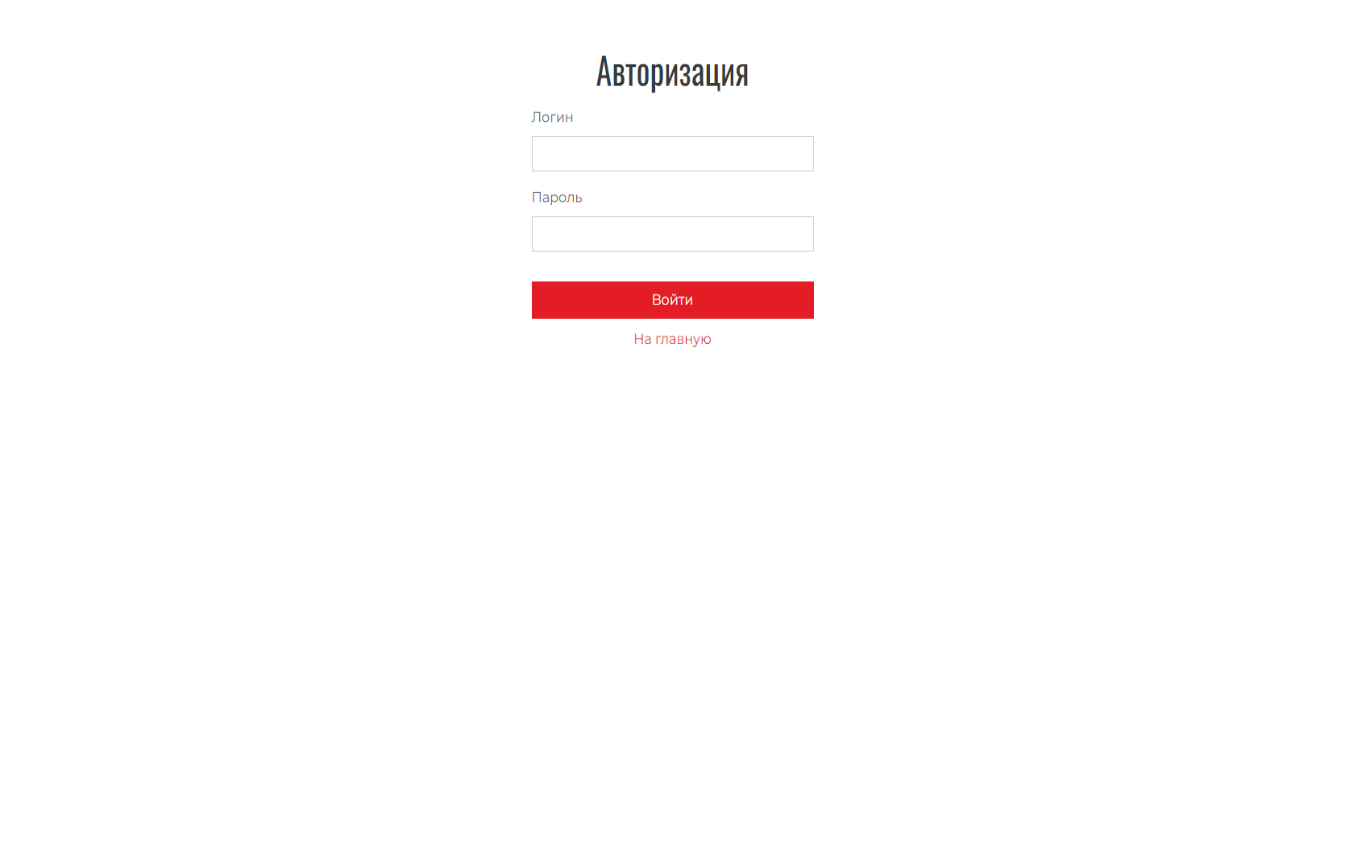 Авторизация
Логин
Пароль
Войти
На главную